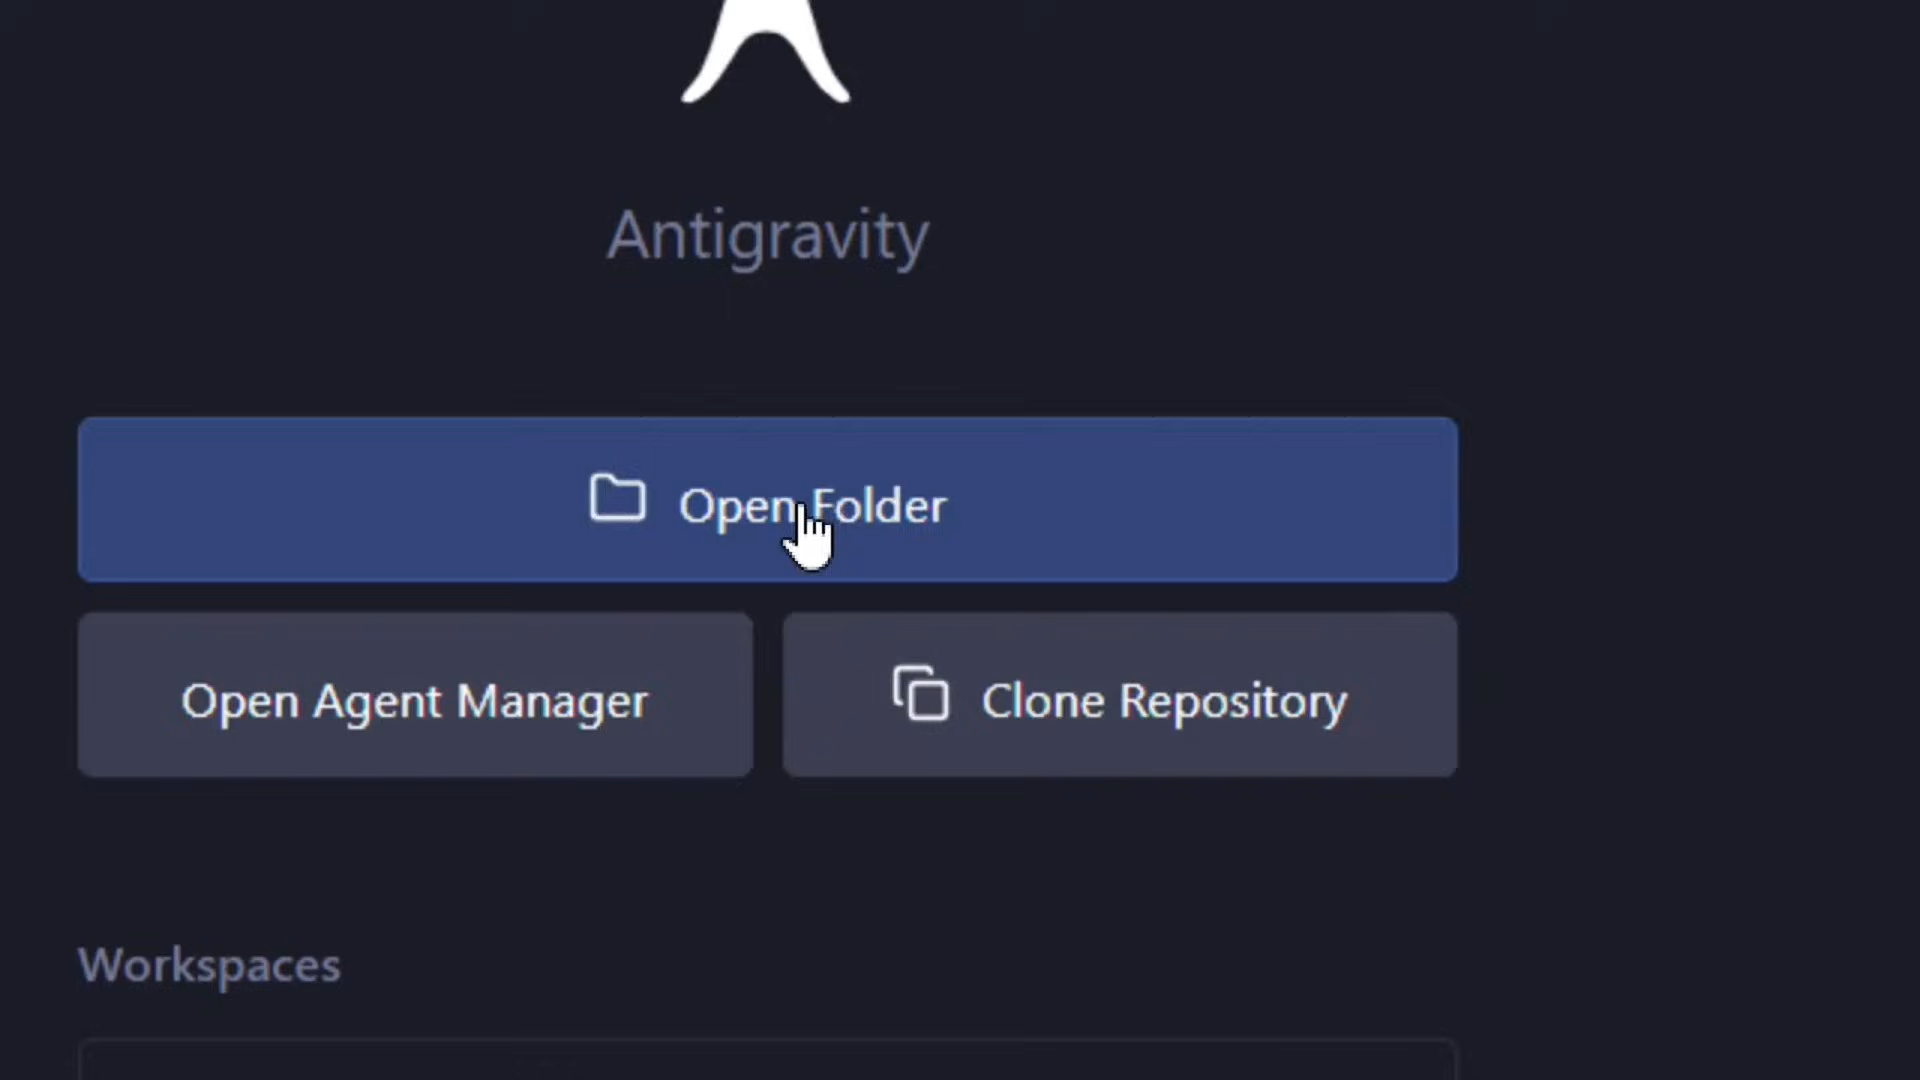 Antigravity
Open Folder
Open Agent Manager
Clone Repository
Workspaces